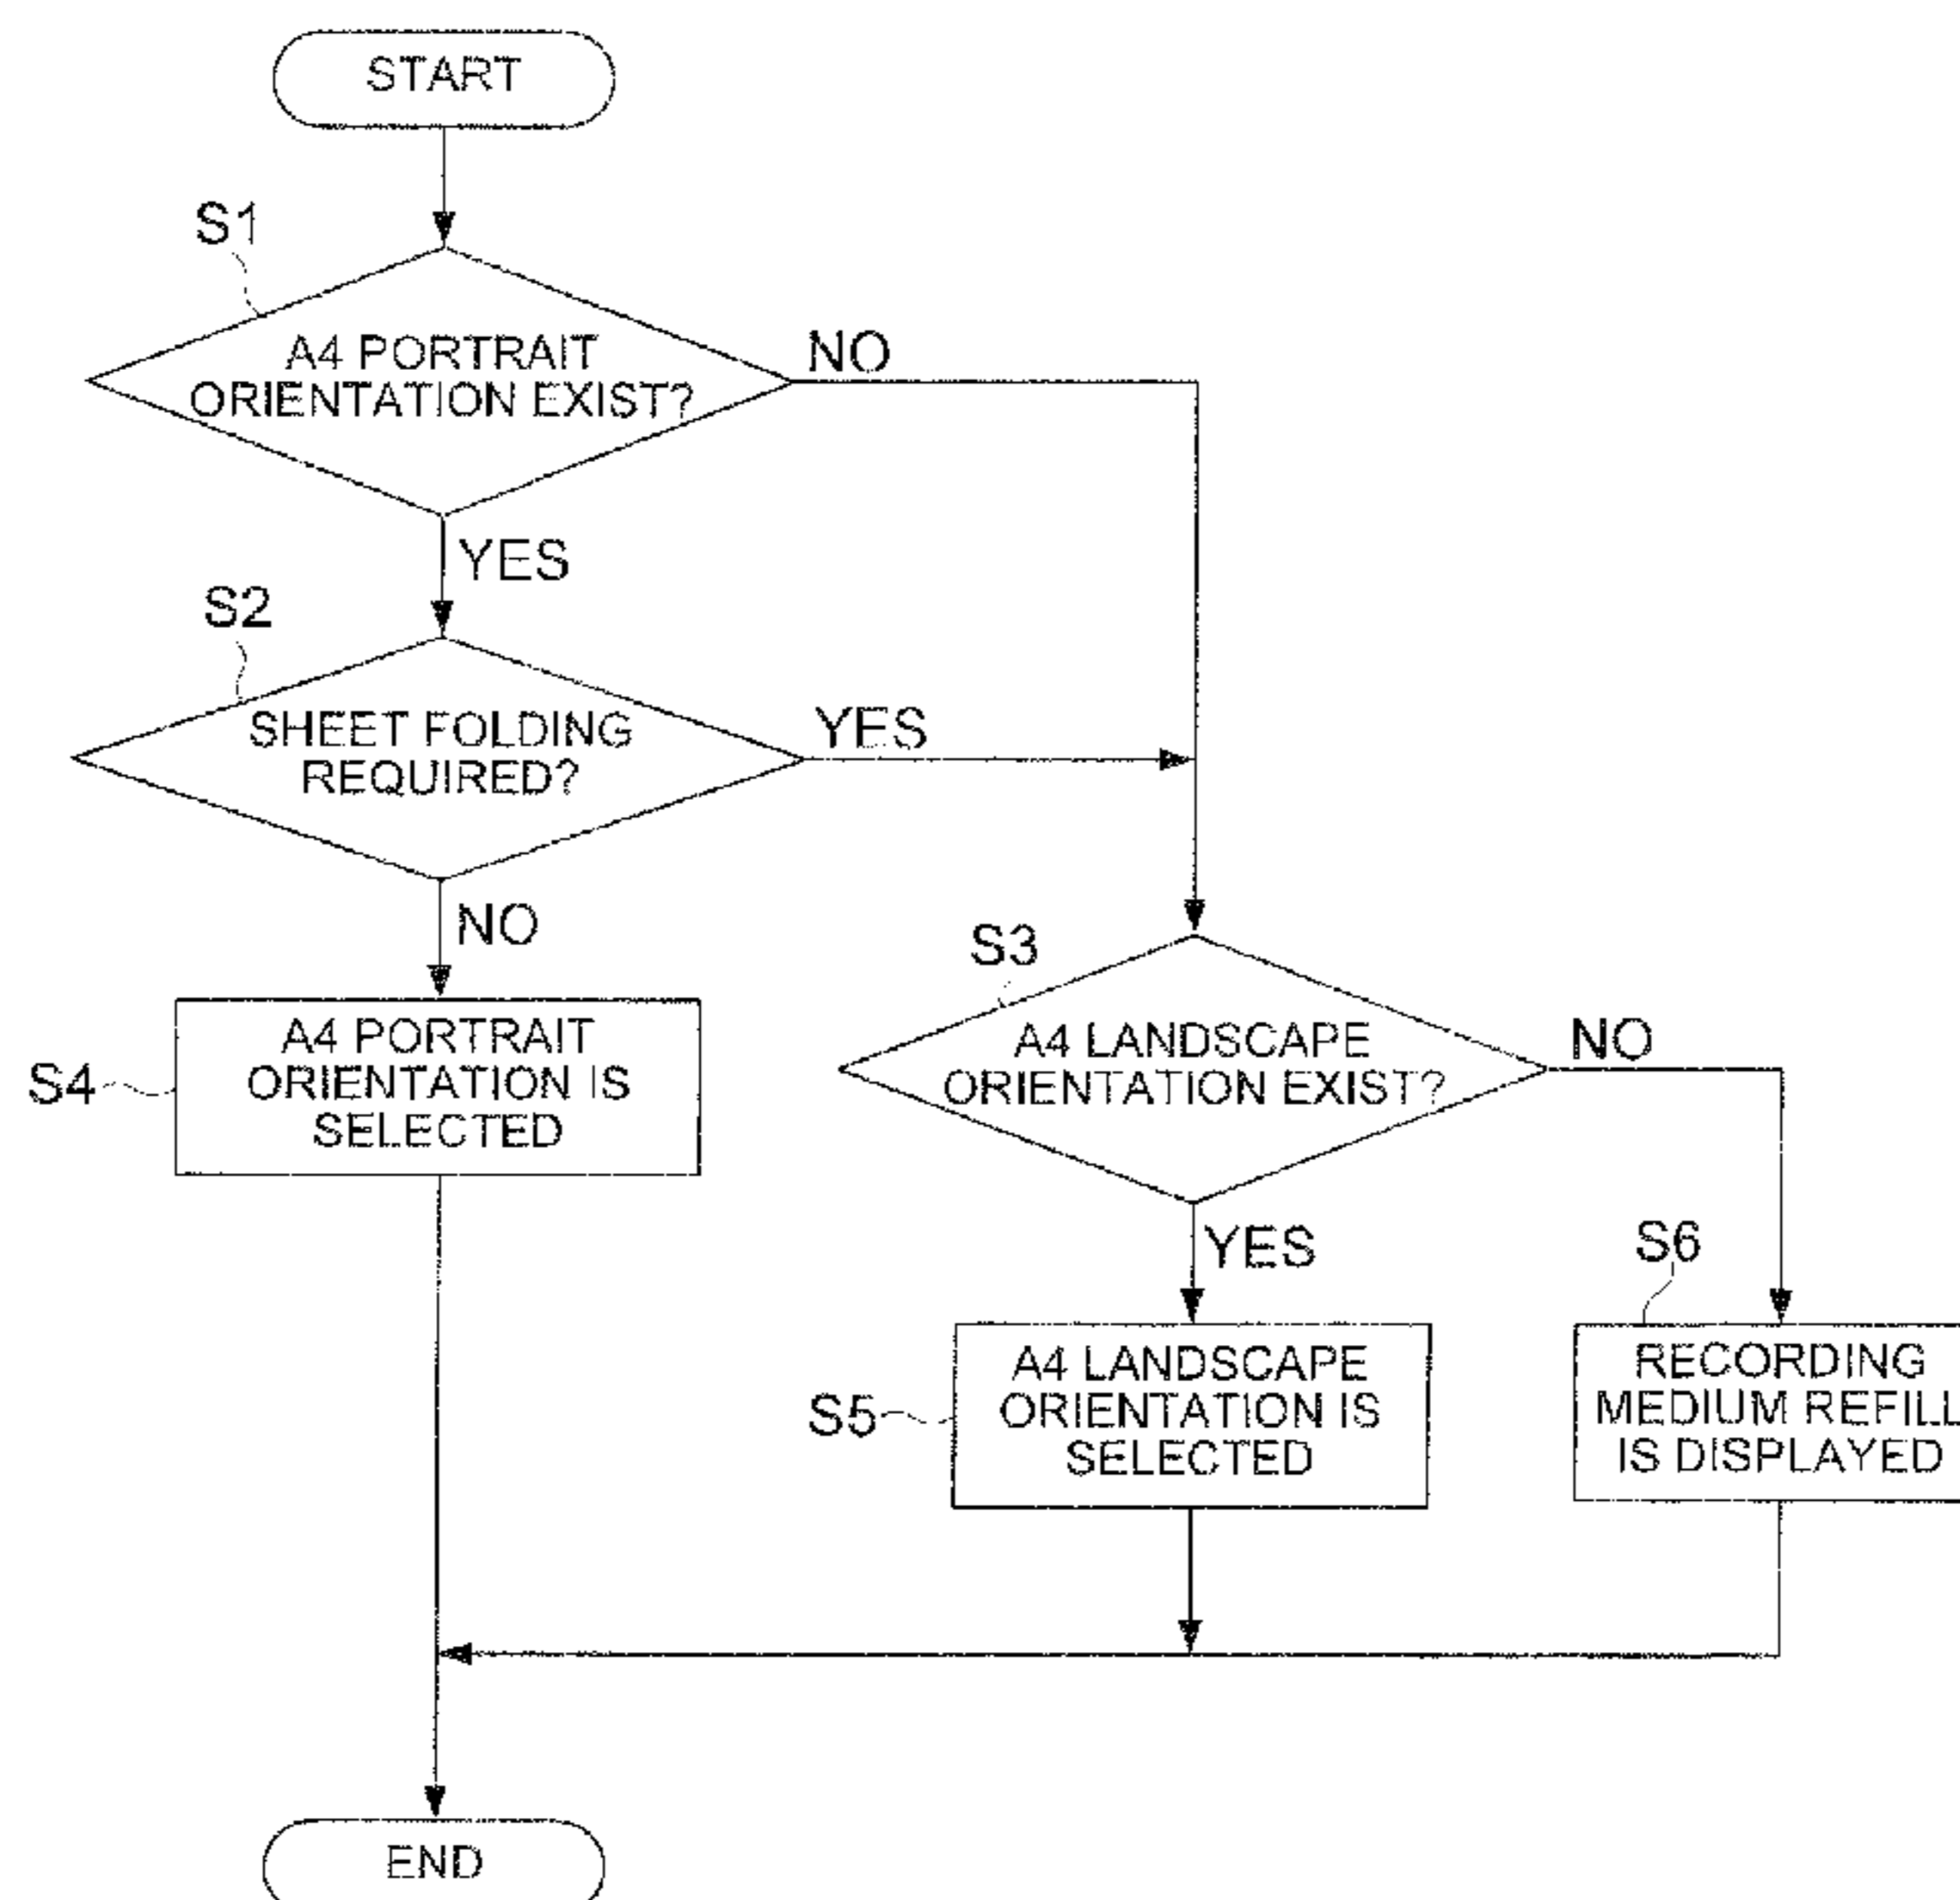 START
S1
A4 PORTRAIT
ORIENTATION EXIST?
NO
YES
S2
SHEET FOLDING
REQUIRED?
YES
NO
S3
A4 LANDSCAPE
ORIENTATION EXIST?
NO
S4
A4 PORTRAIT
ORIENTATION IS
SELECTED
YES
S6
S5
A4 LANDSCAPE
ORIENTATION IS
SELECTED
RECORDING
MEDIUM REFILL
IS DISPLAYED
END